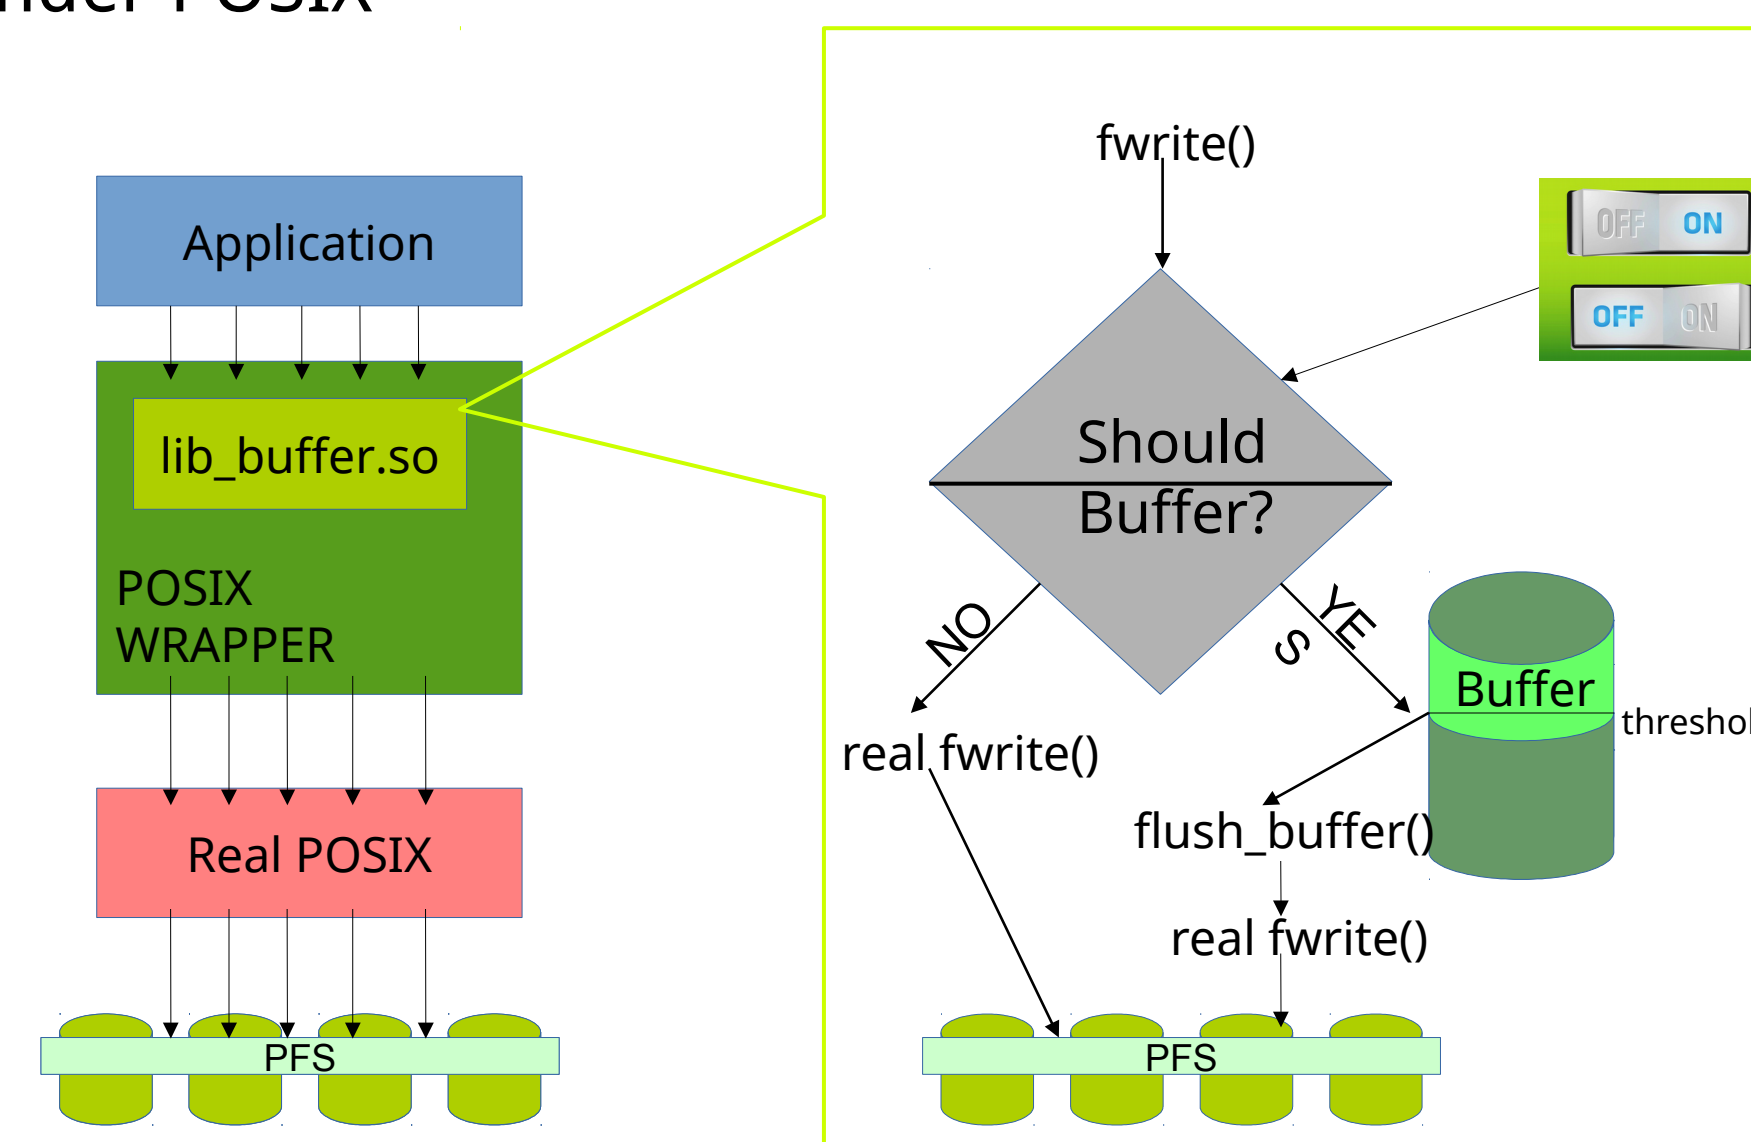 POSIX
Application
lib_buffer.so
POSIX
WRAPPER
Real POSIX
PFS
fwrite()
OFF ON
OFF ON
Should
Buffer?
NO
YE
S
Buffer
real fwrite()
flush_buffer()
real fwrite()
PFS